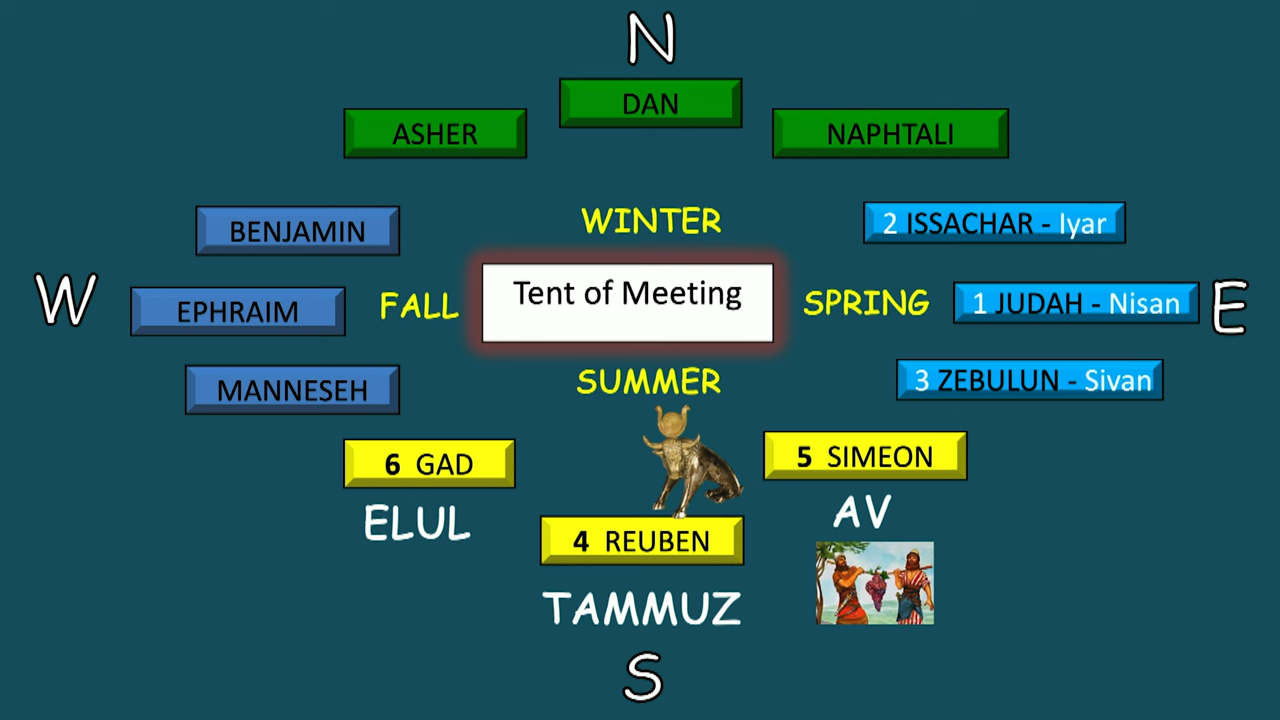 N
DAN
ASHER
NAPHTALI
BENJAMIN
WINTER
2 ISSACHAR - Iyar
W
EPHRAIM
FALL
Tent of Meeting
SPRING
1 JUDAH - Nisan
E
MANNESEH
SUMMER
3 ZEBULUN - Sivan
6 GAD
5 SIMEON
ELUL
AV
4 REUBEN
TAMMUZ
S